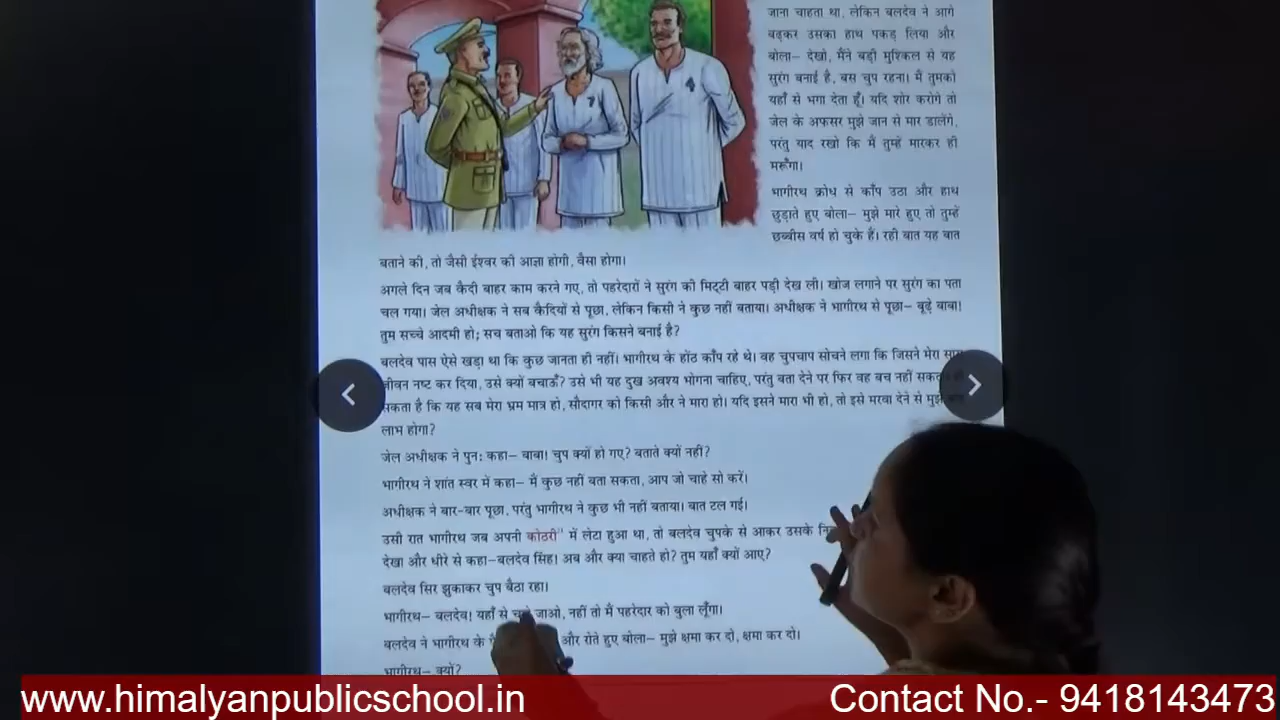 जाना चाहता था, लेकिन बलदेव ने आगे
बढ़कर उसका हाथ पकड़ लिया और
बोला– देखो, मैंने बड़ी मुश्किल से यह
सुरंग बनाई है, बस चुप रहना। मैं तुमको
यहाँ से भगा देता हूँ। यदि शोर करोगे तो
जेल के अफसर मुझे जान से मार डालेंगे,
परंतु याद रखो कि मैं तुम्हें मारकर ही
मरूँगा।
भागीरथ क्रोध से काँप उठा और हाथ
छुड़ाते हुए बोला– मुझे मारे हुए तो तुम्हें
छब्बीस वर्ष हो चुके हैं। रही बात यह बात
बताने की, तो जैसी ईश्वर की आज्ञा होगी, वैसा होगा।
अगले दिन जब कैदी बाहर काम करने गए, तो पहरेदारों ने सुरंग की मिट्टी बाहर पड़ी देख ली। खोज लगाने पर सुरंग का पता
चल गया। जेल अधीक्षक ने सब कैदियों से पूछा, लेकिन किसी ने कुछ नहीं बताया। अधीक्षक ने भागीरथ से पूछा– बूढ़े बाबा!
तुम सच्चे आदमी हो; सच बताओ कि यह सुरंग किसने बनाई है?
बलदेव पास ऐसे खड़ा था कि कुछ जानता ही नहीं। भागीरथ के होंठ काँप रहे थे। वह चुपचाप सोचने लगा कि जिसने मेरा
जीवन नष्ट कर दिया, उसे क्यों बचाऊँ? उसे भी यह दुख अवश्य भोगना चाहिए, परंतु बता देने पर फिर वह बच नहीं
सकता है कि यह सब मेरा भ्रम मात्र हो, सौदागर को किसी और ने मारा हो। यदि इसने मारा भी हो, तो इसे मरवा देने से
लाभ होगा?
जेल अधीक्षक ने पुनः कहा– बाबा! चुप क्यों हो गए? बताते क्यों नहीं?
भागीरथ ने शांत स्वर में कहा– मैं कुछ नहीं बता सकता, आप जो चाहे सो करें।
अधीक्षक ने बार-बार पूछा, परंतु भागीरथ ने कुछ भी नहीं बताया। बात टल गई।
उसी रात भागीरथ जब अपनी कोठरी में लेटा हुआ था, तो बलदेव चुपके से आकर उसके
देखा और धीरे से कहा–बलदेव सिंह! अब और क्या चाहते हो? तुम यहाँ क्यों आए?
बलदेव सिर झुकाकर चुप बैठा रहा।
भागीरथ– बलदेव! यहाँ से चले जाओ, नहीं तो मैं पहरेदार को बुला लूँगा।
बलदेव ने भागीरथ के और रोते हुए बोला– मुझे क्षमा कर दो, क्षमा कर दो।
भागीरथ– क्यों?
www.himalyanpublicschool.in
Contact No.- 9418143473